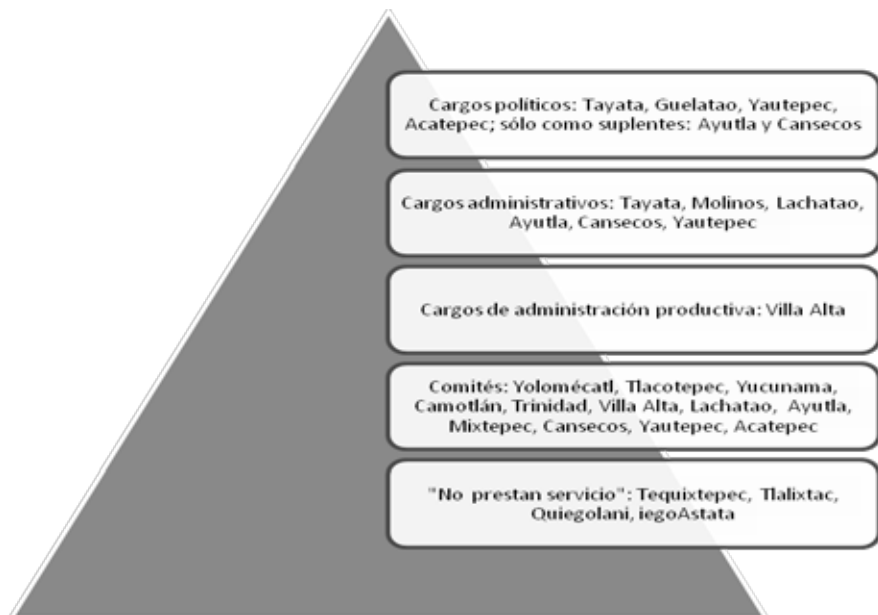 Cargos políticos: Tayata, Guelatao, Yautepec,
Acatepec; sólo como suplentes: Ayutla y Cansecos
Cargos administrativos: Tayata, Molinos, Lachatao,
Ayutla, Cansecos, Yautepec
Cargos de administración productiva: Villa Alta
Comités: Yolomécatl, Tlacotepec, Yucunama,
Camotlán, Trinidad, Villa Alta, Lachatao, Ayutla,
Mixtepec, Cansecos, Yautepec, Acatepec
"No prestan servicio": Tequixtepec, Tlalixtac,
Quiegolani, iegoAstata